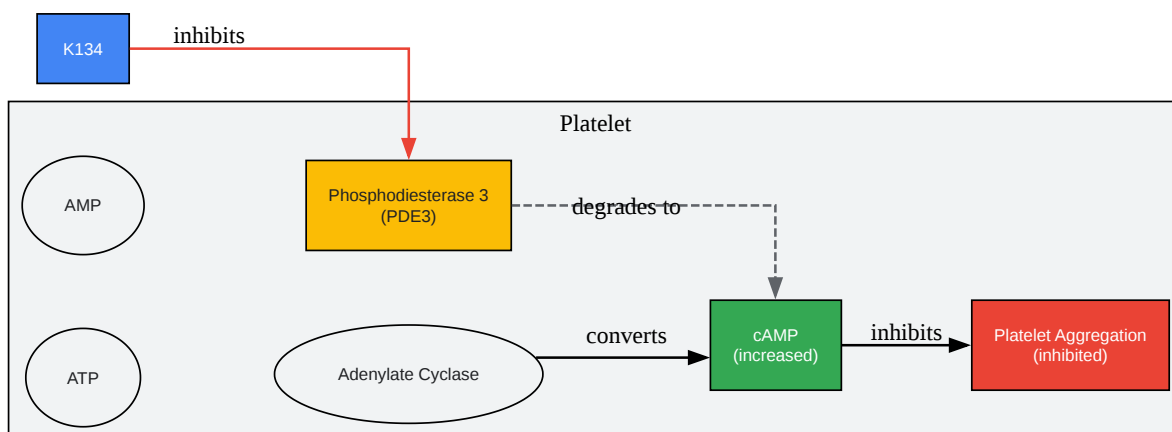 K134
inhibits
Platelet
AMP
Phosphodiesterase 3
(PDE3)
degrades to
ATP
Adenylate Cyclase
converts
cAMP
(increased)
inhibits
Platelet Aggregation
(inhibited)